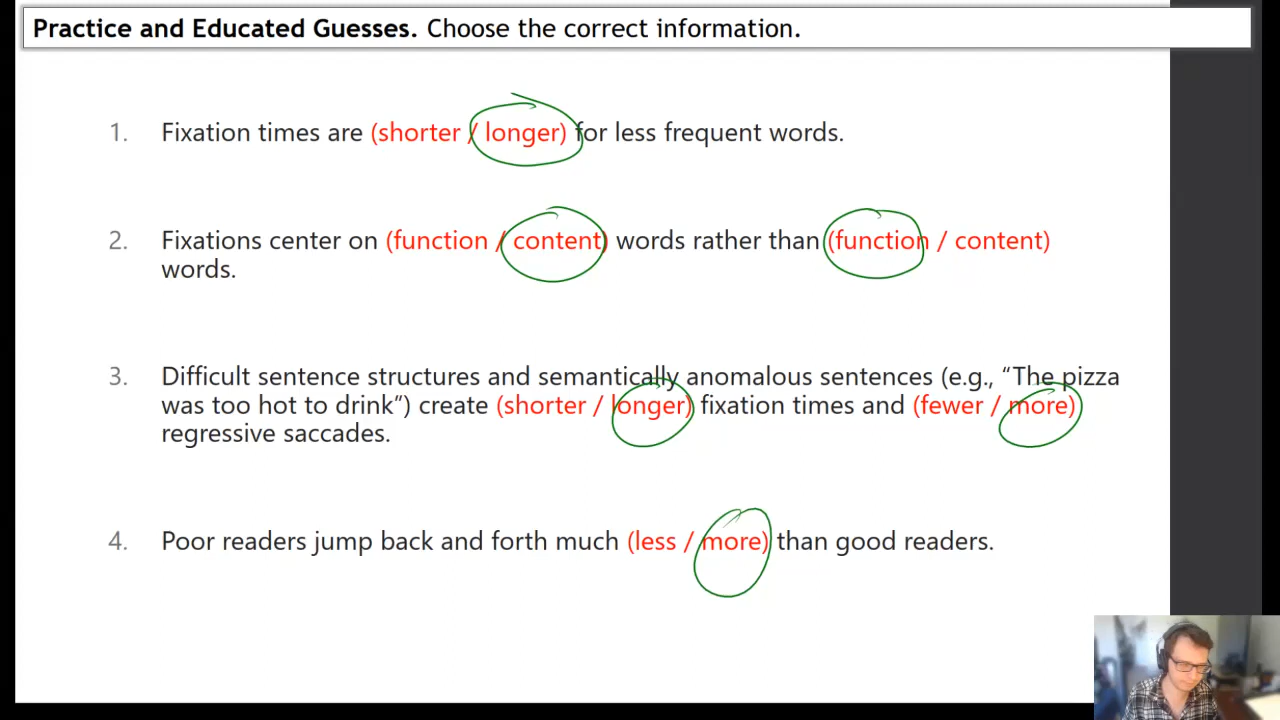 Practice and Educated Guesses. Choose the correct information.
1. Fixation times are (shorter / longer) for less frequent words.
2. Fixations center on (function / content) words rather than (function / content)
words.
3. Difficult sentence structures and semantically anomalous sentences (e.g., “The pizza
was too hot to drink”) create (shorter / longer) fixation times and (fewer / more)
regressive saccades.
4. Poor readers jump back and forth much (less / more) than good readers.